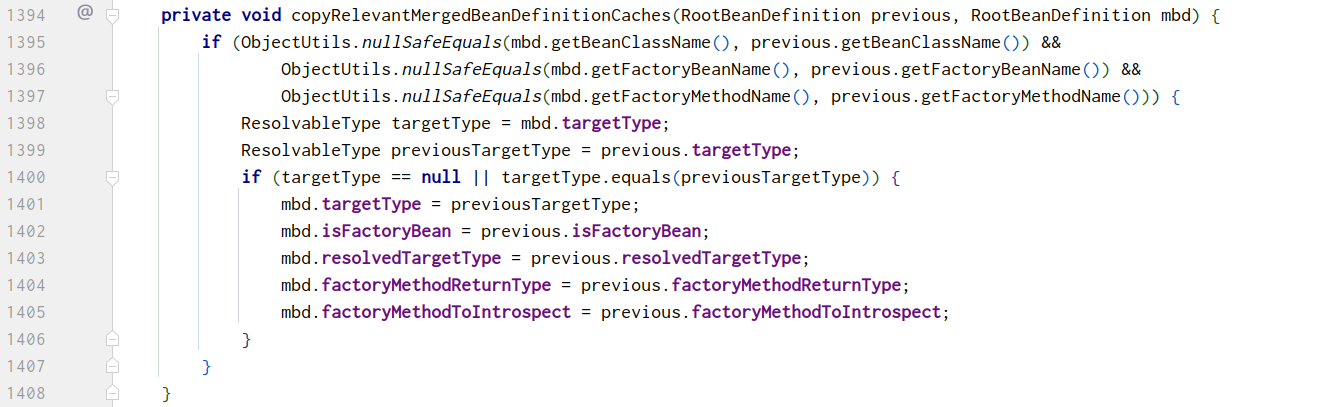 1394 @ private void copyRelevantMergedBeanDefinitionCaches(RootBeanDefinition previous, RootBeanDefinition mbd) {
1395 if (ObjectUtils.nullSafeEquals(mbd.getBeanClassName(), previous.getBeanClassName()) &&
1396 ObjectUtils.nullSafeEquals(mbd.getFactoryBeanName(), previous.getFactoryBeanName()) &&
1397 ObjectUtils.nullSafeEquals(mbd.getFactoryMethodName(), previous.getFactoryMethodName())) {
1398 ResolvableType targetType = mbd.targetType;
1399 ResolvableType previousTargetType = previous.targetType;
1400 if (targetType == null || targetType.equals(previousTargetType)) {
1401 mbd.targetType = previousTargetType;
1402 mbd.isFactoryBean = previous.isFactoryBean;
1403 mbd.resolvedTargetType = previous.resolvedTargetType;
1404 mbd.factoryMethodReturnType = previous.factoryMethodReturnType;
1405 mbd.factoryMethodToIntrospect = previous.factoryMethodToIntrospect;
1406 }
1407 }
1408 }